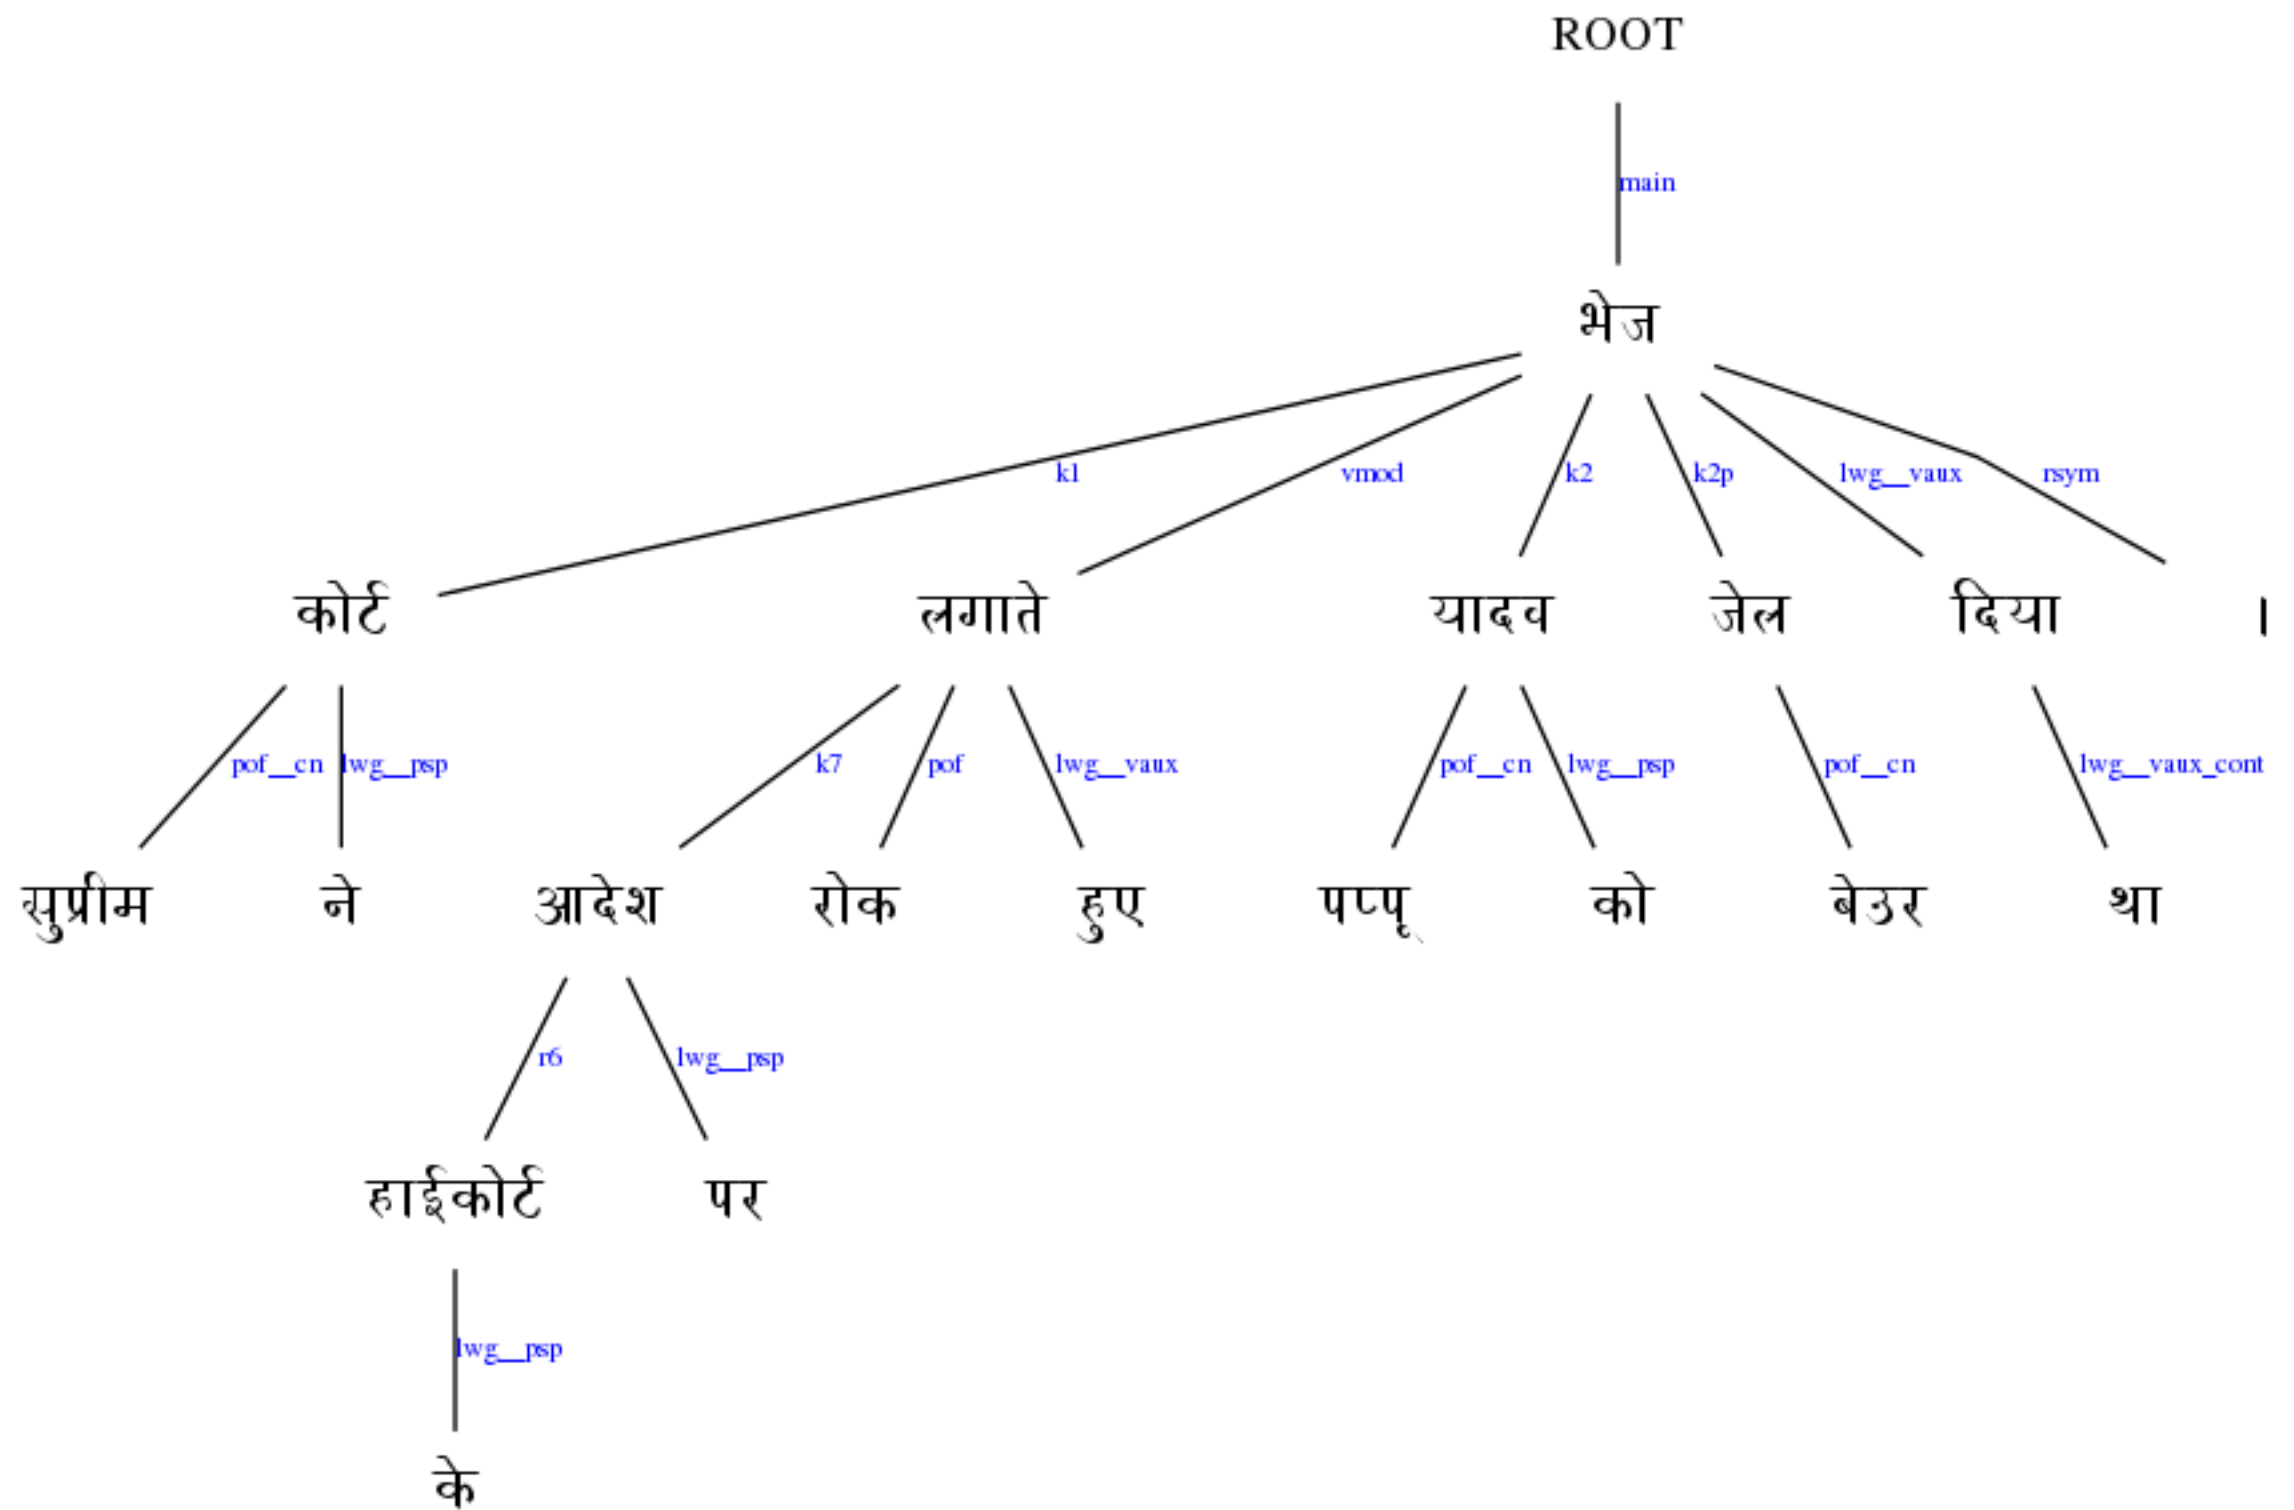 ROOT
main
भेज
k1 vmod k2 k2p lwg__vaux rsym
कोर्ट लगाते यादव जेल दिया ।
pof__cn lwg__psp k7 pof lwg__vaux pof__cn lwg__psp pof__cn lwg__vaux_cont
सुप्रीम ने आदेश रोक हुए पप्पू को बेउर था
r6 lwg__psp
हाईकोर्ट पर
lwg__psp
के